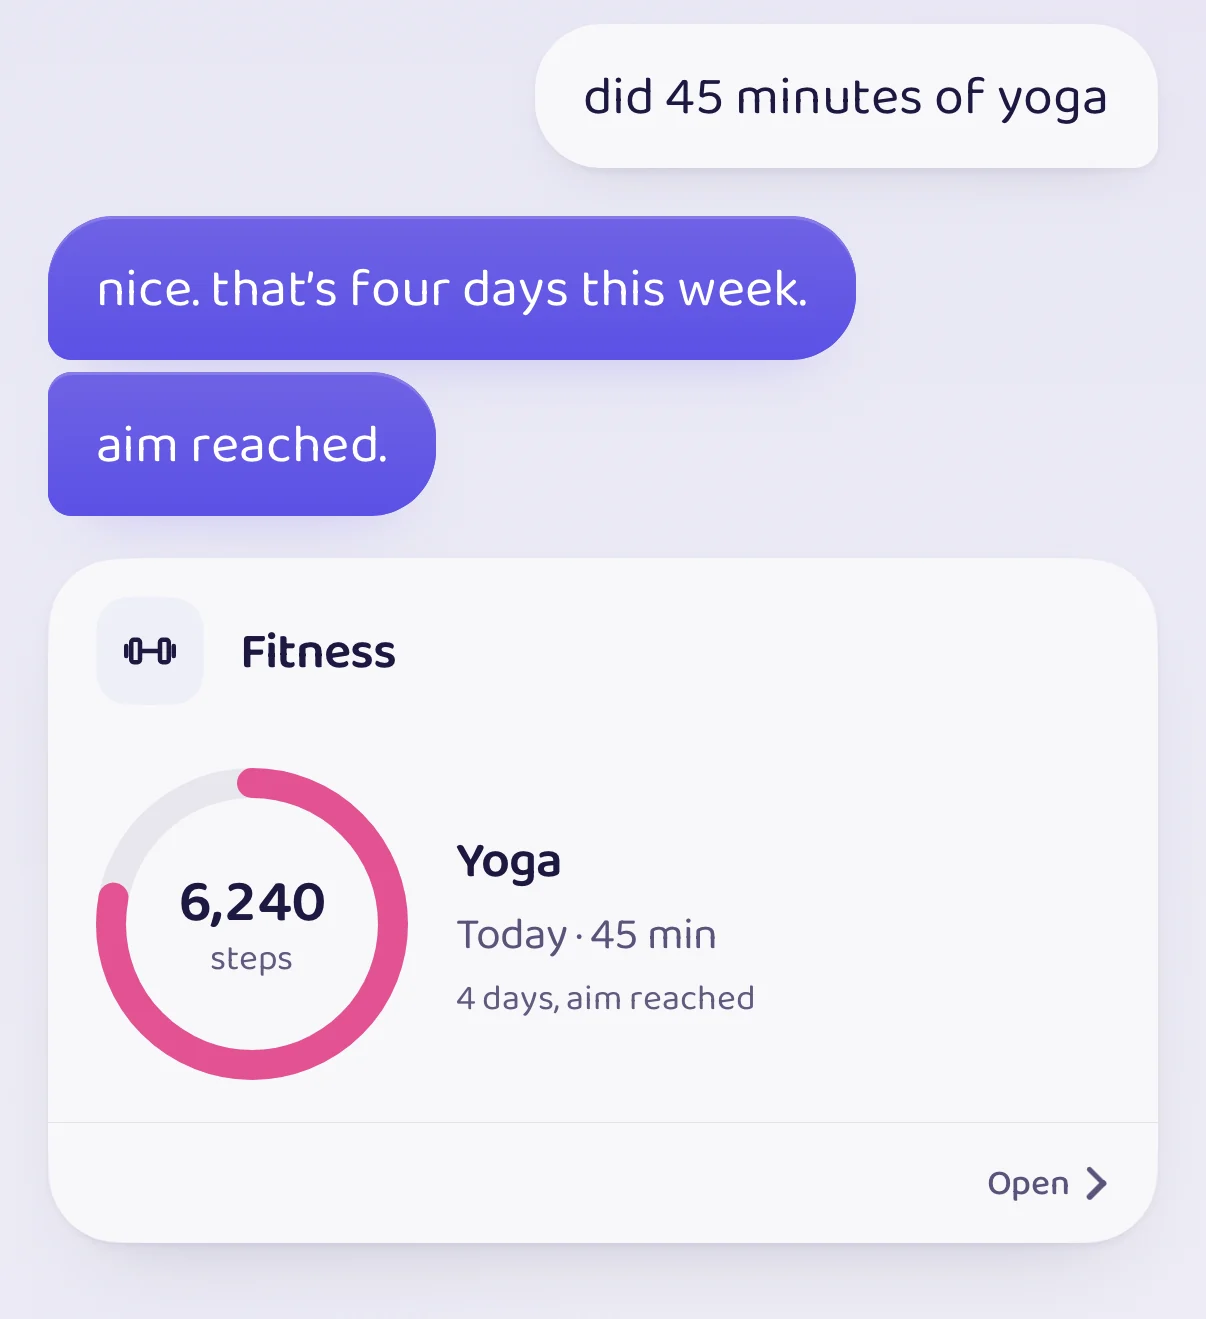 did 45 minutes of yoga
nice. that's four days this week.
aim reached.
Fitness
6,240
steps
Yoga
Today · 45 min
4 days, aim reached
Open